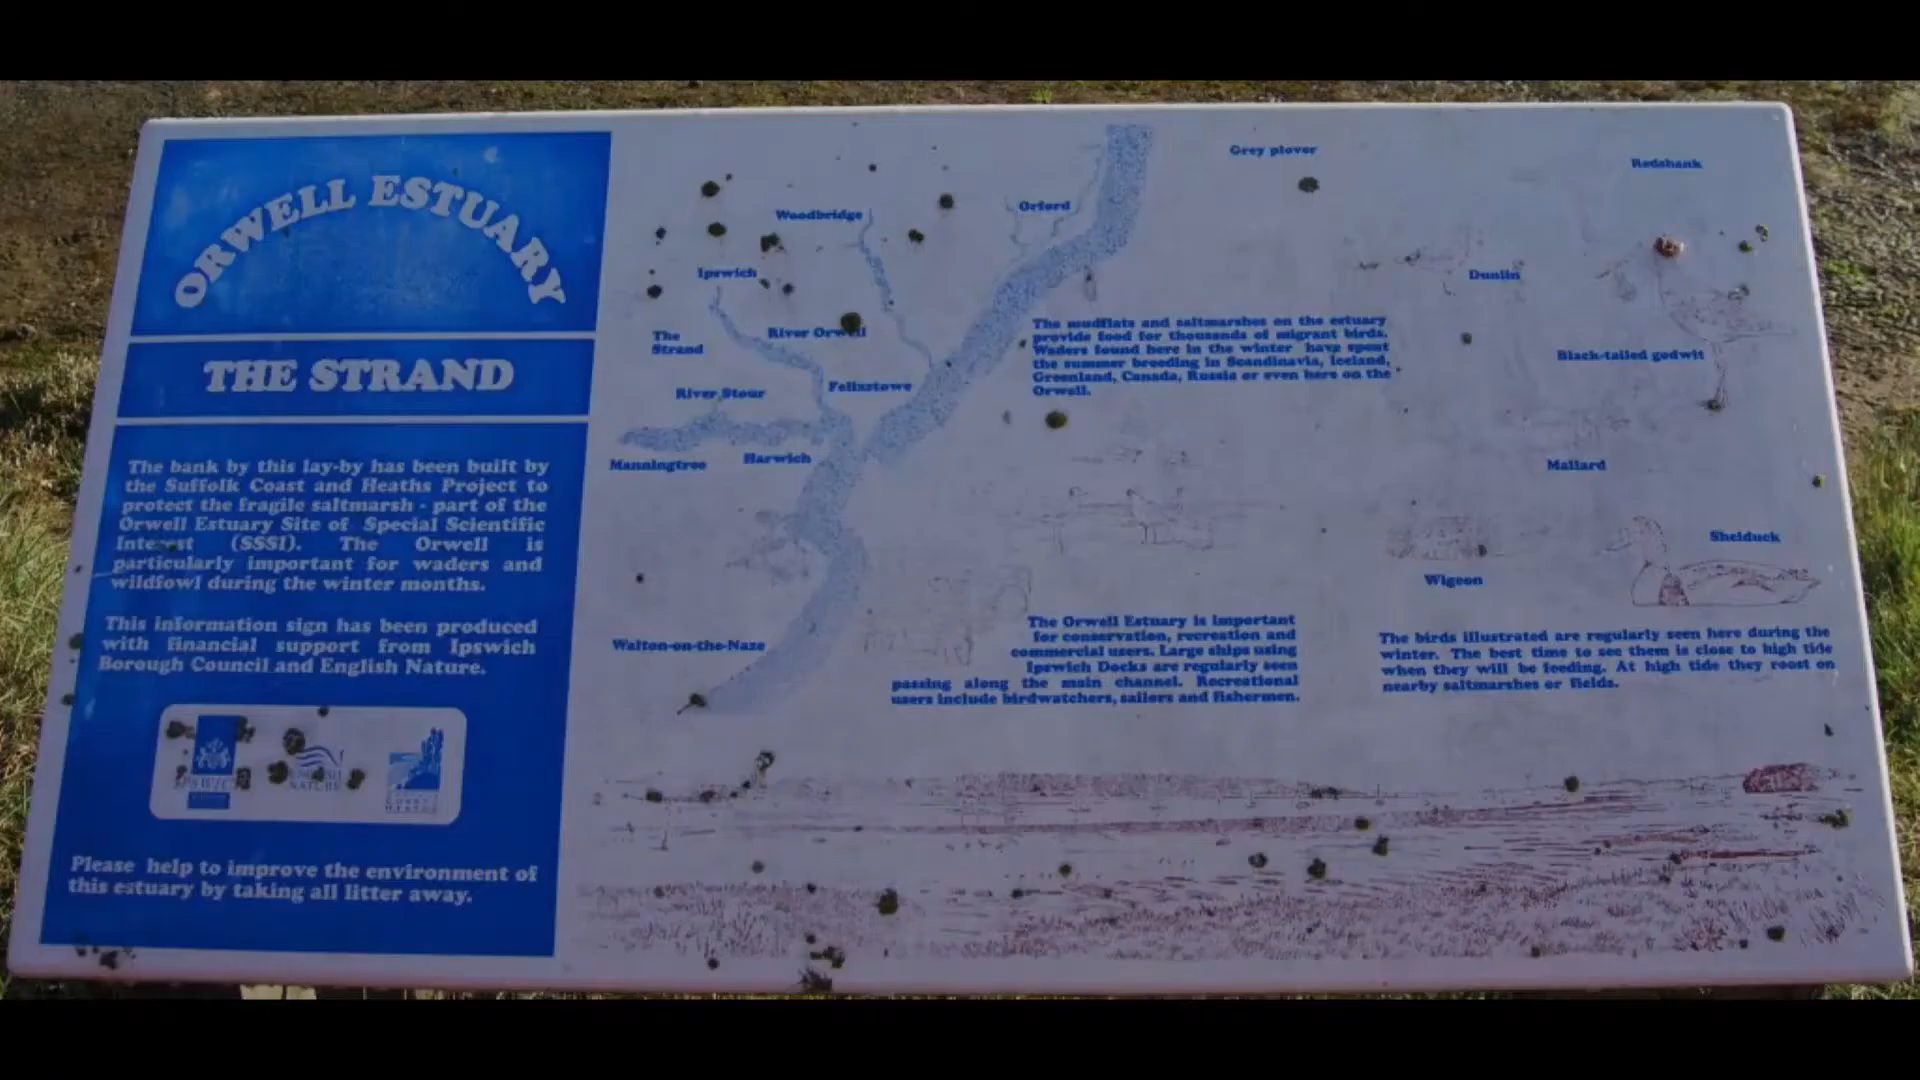 ORWELL ESTUARY
THE STRAND
The bank by this lay-by has been built by
the Suffolk Coast and Heaths Project to
protect the fragile saltmarsh - part of the
Orwell Estuary Site of Special Scientific
Interest (SSSI). The Orwell is
particularly important for waders and
wildfowl during the winter months.
This information sign has been produced
with financial support from Ipswich
Borough Council and English Nature.
IPSWICH
ENGLISH
NATURE
Please help to improve the environment of
this estuary by taking all litter away.
Woodbridge
Orford
Ipswich
The
Strand
River Orwell
River Stour
Felixstowe
Manningtree
Harwich
Walton-on-the-Naze
Grey plover
Redshank
Dunlin
The mudflats and saltmarshes on the estuary
provide food for thousands of migrant birds.
Waders found here in the winter have spent
the summer breeding in Scandinavia, Iceland,
Greenland, Canada, Russia or even here on the
Orwell.
Black-tailed godwit
Mallard
Shelduck
Wigeon
The Orwell Estuary is important
for conservation, recreation and
commercial users. Large ships using
Ipswich Docks are regularly seen
passing along the main channel. Recreational
users include birdwatchers, sailors and fishermen.
The birds illustrated are regularly seen here during the
winter. The best time to see them is close to high tide
when they will be feeding. At high tide they roost on
nearby saltmarshes or fields.